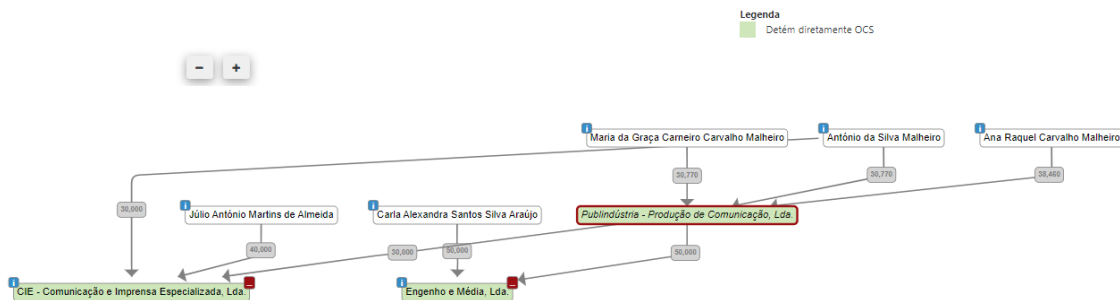 Legenda
Detém diretamente OCS
− +
Maria da Graça Carneiro Carvalho Malheiro
António da Silva Malheiro
Ana Raquel Carvalho Malheiro
30,770
30,770
38,460
30,000
Júlio António Martins de Almeida
Carla Alexandra Santos Silva Araújo
Publindústria - Produção de Comunicação, Lda.
40,000
30,000
50,000
50,000
CIE - Comunicação e Imprensa Especializada, Lda.
Engenho e Média, Lda.